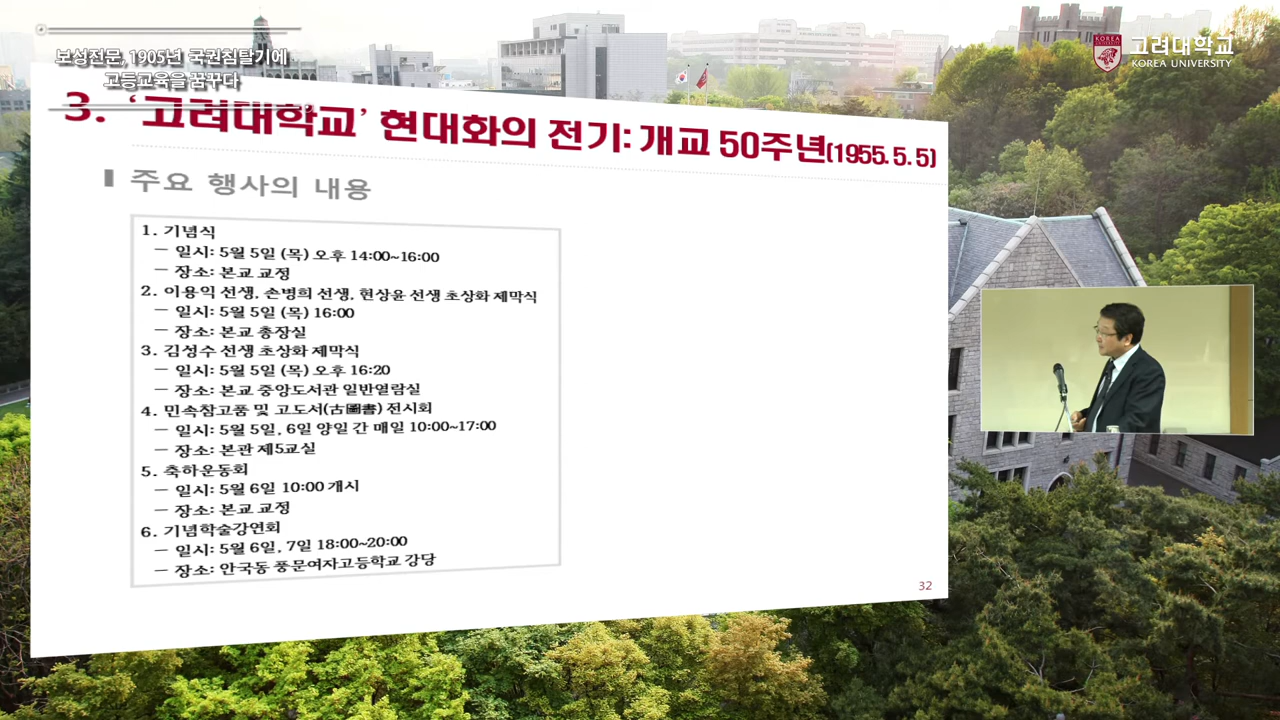 보성전문, 1905년 국권침탈기에
고등교육을 꿈꾸다
KOREA
UNIVERSITY
고려대학교
KOREA UNIVERSITY
3. ‘고려대학교’ 현대화의 전기: 개교 50주년(1955. 5. 5)
주요 행사의 내용
1. 기념식
— 일시: 5월 5일 (목) 오후 14:00~16:00
— 장소: 본교 교정
2. 이용익 선생, 손병희 선생, 현상윤 선생 초상화 제막식
— 일시: 5월 5일 (목) 16:00
— 장소: 본교 총장실
3. 김성수 선생 초상화 제막식
— 일시: 5월 5일 (목) 오후 16:20
— 장소: 본교 중앙도서관 일반열람실
4. 민속참고품 및 고도서(古圖書) 전시회
— 일시: 5월 5일, 6일 양일 간 매일 10:00~17:00
— 장소: 본관 제5교실
5. 축하운동회
— 일시: 5월 6일 10:00 개시
— 장소: 본교 교정
6. 기념학술강연회
— 일시: 5월 6일, 7일 18:00~20:00
— 장소: 안국동 풍문여자고등학교 강당
32